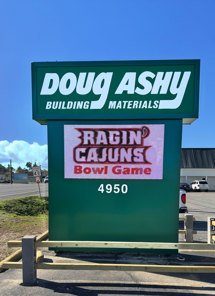 DOUG ASHY
BUILDING MATERIALS
RAGIN'
CAJUNS
Bowl Game
4950